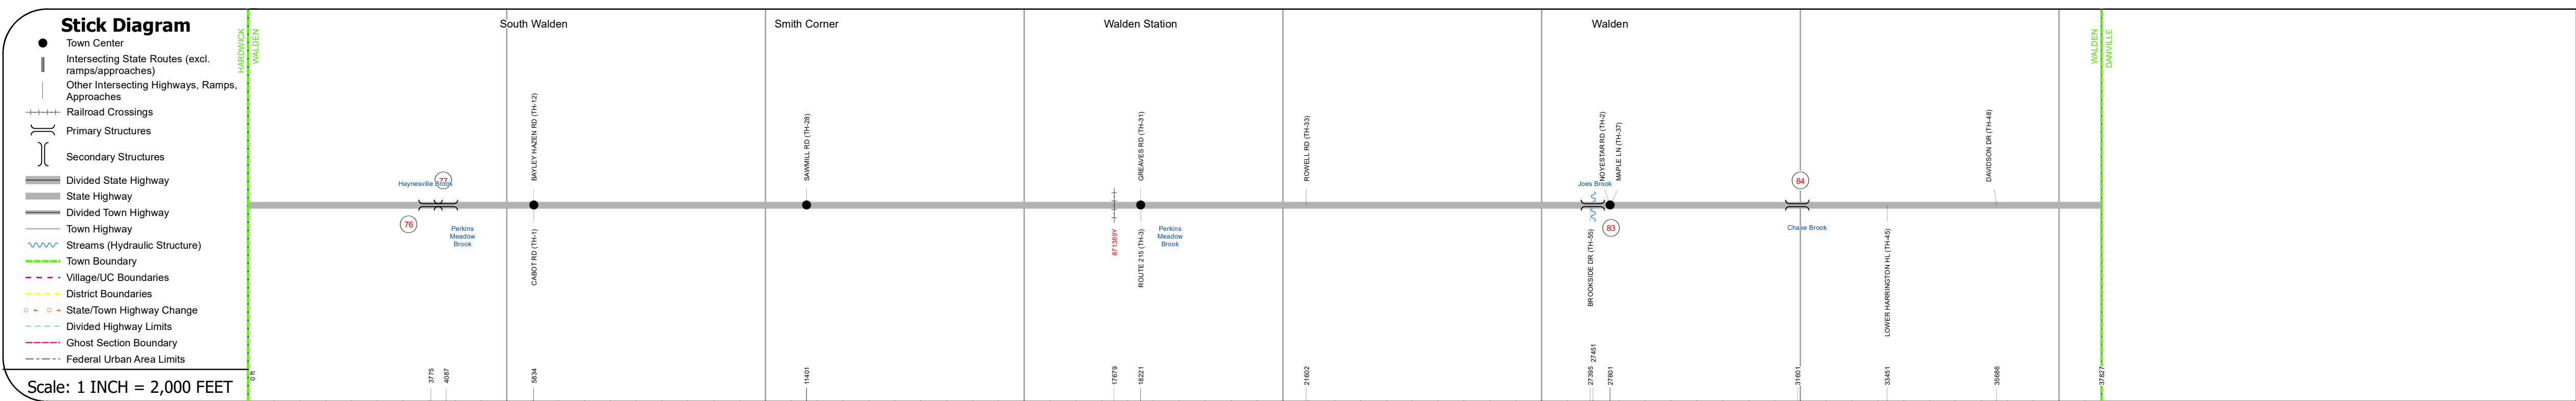 Stick Diagram
Town Center
Intersecting State Routes (excl.
ramps/approaches)
Other Intersecting Highways, Ramps,
Approaches
Railroad Crossings
Primary Structures
Secondary Structures
Divided State Highway
State Highway
Divided Town Highway
Town Highway
Streams (Hydraulic Structure)
Town Boundary
Village/UC Boundaries
District Boundaries
State/Town Highway Change
Divided Highway Limits
Ghost Section Boundary
Federal Urban Area Limits
Scale: 1 INCH = 2,000 FEET
HARDWICK
WALDEN
South Walden
Smith Corner
Walden Station
Walden
WALDEN
DANVILLE
BAYLEY HAZEN RD (TH-12)
SAWMILL RD (TH-28)
GREAVES RD (TH-31)
ROWELL RD (TH-33)
NOYESTAR RD (TH-2)
MAPLE LN (TH-37)
DAVIDSON DR (TH-48)
77
Haynesville Brook
76
Perkins
Meadow
Brook
CABOT RD (TH-1)
871389Y
ROUTE 215 (TH-3)
Perkins
Meadow
Brook
Joes Brook
BROOKSIDE DR (TH-55)
83
84
Chase Brook
LOWER HARRINGTON HL (TH-45)
0 ft
3775
4087
5834
11401
17679
18221
21602
27395
27451
27801
31601
33451
35686
37827